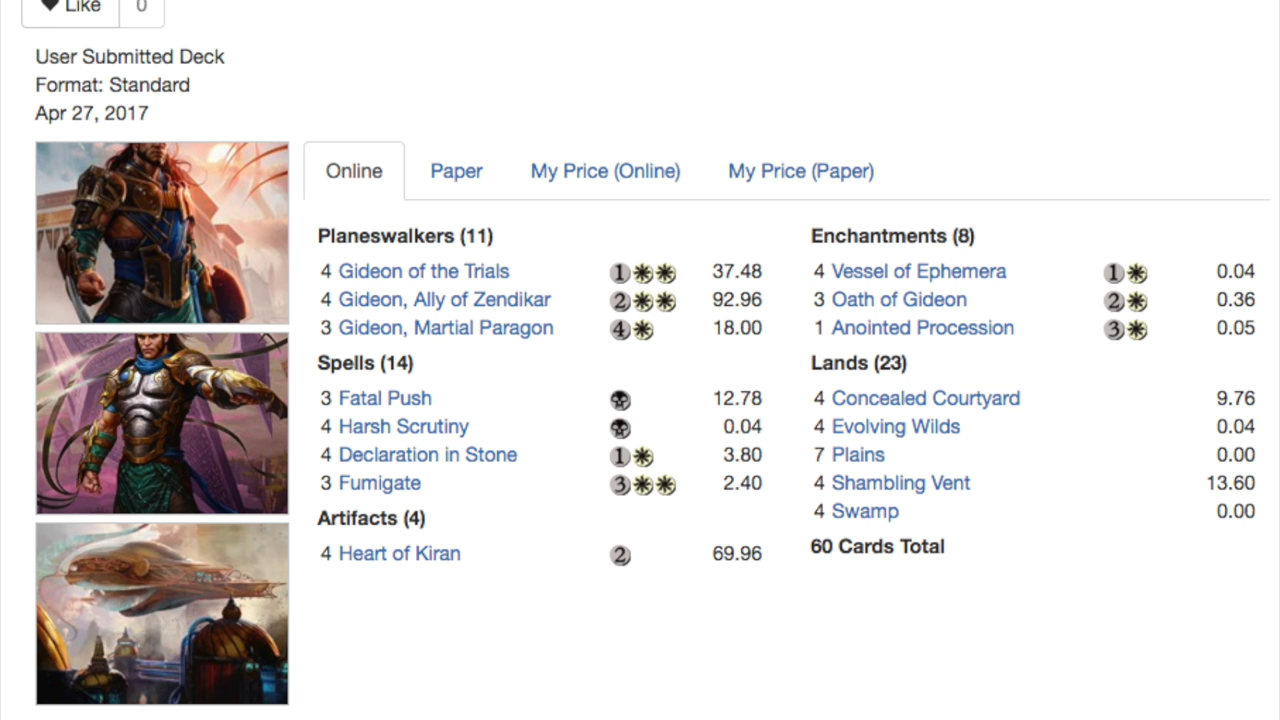 Like 0
User Submitted Deck
Format: Standard
Apr 27, 2017
Online Paper My Price (Online) My Price (Paper)
Planeswalkers (11)
4 Gideon of the Trials 1 37.48
4 Gideon, Ally of Zendikar 2 92.96
3 Gideon, Martial Paragon 4 18.00
Spells (14)
3 Fatal Push 12.78
4 Harsh Scrutiny 0.04
4 Declaration in Stone 1 3.80
3 Fumigate 3 2.40
Artifacts (4)
4 Heart of Kiran 2 69.96
Enchantments (8)
4 Vessel of Ephemera 1 0.04
3 Oath of Gideon 2 0.36
1 Anointed Procession 3 0.05
Lands (23)
4 Concealed Courtyard 9.76
4 Evolving Wilds 0.04
7 Plains 0.00
4 Shambling Vent 13.60
4 Swamp 0.00
60 Cards Total